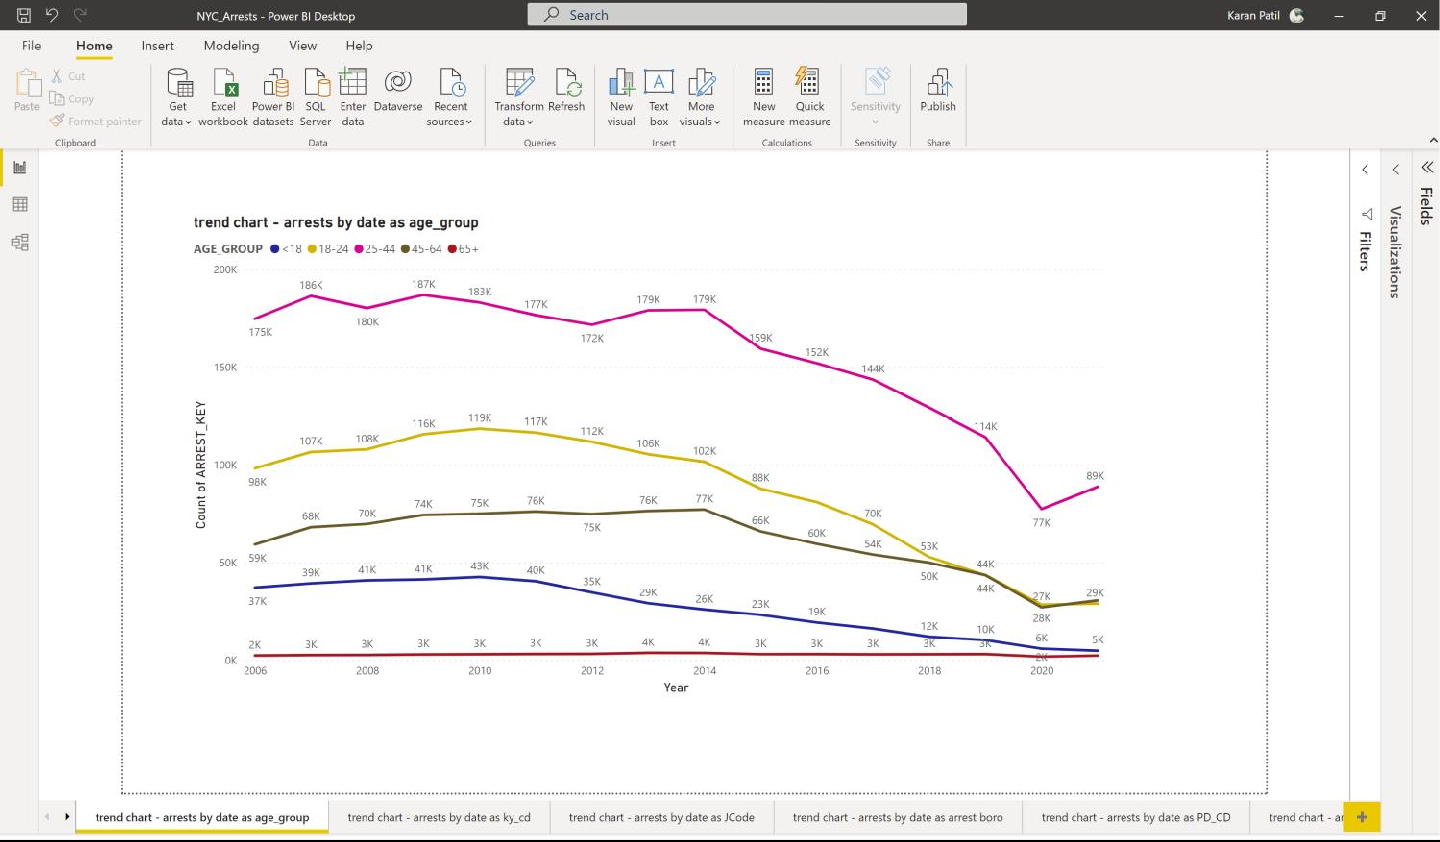 NYC_Arrests - Power BI Desktop
Search
Karan Patil
File Home Insert Modeling View Help
Paste
Cut
Copy
Format painter
Clipboard
Get data
Excel workbook
Power BI datasets
SQL Server
Enter data
Dataverse
Recent sources
Data
Transform data
Refresh
Queries
New visual
Text box
More visuals
Insert
New measure
Quick measure
Calculations
Sensitivity
Sensitivity
Publish
Share
Filters
Visualizations
Fields
trend chart - arrests by date as age_group
AGE_GROUP <18 18-24 25-44 45-64 65+
Count of ARREST_KEY
200K
150K
100K
50K
0K
175K 186K 180K 187K 183K 177K 172K 179K 179K 159K 152K 144K 114K 77K 89K
98K 107K 108K 116K 119K 117K 112K 106K 102K 88K 70K 53K 44K 28K
59K 68K 70K 74K 75K 76K 75K 76K 77K 66K 60K 54K 50K 44K 27K 29K
37K 39K 41K 41K 43K 40K 35K 29K 26K 23K 19K 12K 10K 6K 5K
2K 3K 3K 3K 3K 3K 3K 4K 4K 3K 3K 3K 3K 3K 2K
2006 2008 2010 2012 2014 2016 2018 2020
Year
trend chart - arrests by date as age_group
trend chart - arrests by date as ky_cd
trend chart - arrests by date as JCode
trend chart - arrests by date as arrest boro
trend chart - arrests by date as PD_CD
trend chart - ar